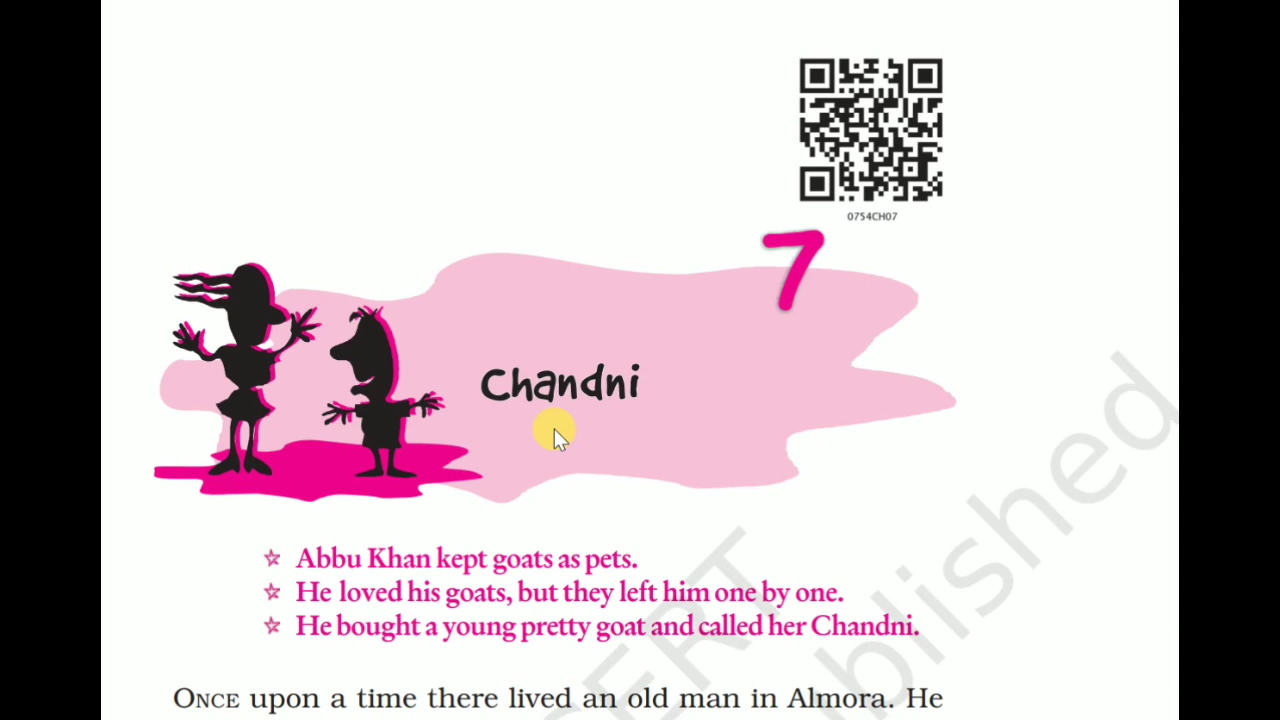 0754CH07
7
Chandni
☆ Abbu Khan kept goats as pets.
☆ He loved his goats, but they left him one by one.
☆ He bought a young pretty goat and called her Chandni.
ONCE upon a time there lived an old man in Almora. He